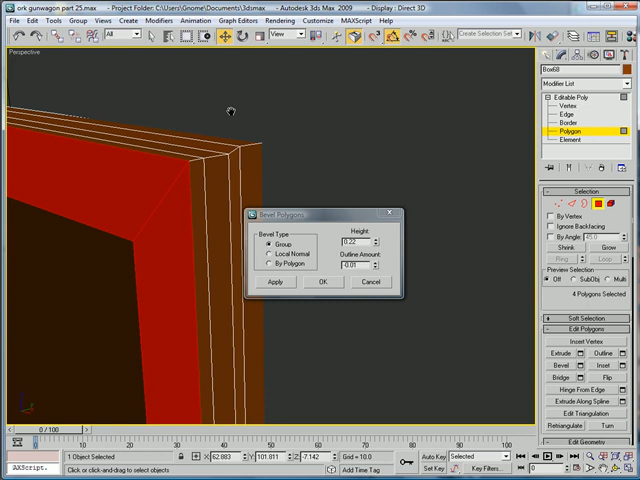 ork gunwagon part 25.max - Project Folder: C:\Users\Gnome\Documents\3dsmax - Autodesk 3ds Max 2009 - Display : Direct 3D
File Edit Tools Group Views Create Modifiers Animation Graph Editors Rendering Customize MAXScript Help
All View Create Selection Set
Perspective
Box68
Modifier List
Editable Poly
Vertex
Edge
Border
Polygon
Element
Selection
By Vertex
Ignore Backfacing
By Angle: 45.0
Shrink Grow
Ring Loop
Preview Selection
Off SubObj Multi
4 Polygons Selected
Soft Selection
Edit Polygons
Insert Vertex
Extrude Outline
Bevel Inset
Bridge Flip
Hinge From Edge
Extrude Along Spline
Edit Triangulation
Retriangulate Turn
Edit Geometry
Bevel Polygons
Bevel Type
Group
Local Normal
By Polygon
Height:
0.22
Outline Amount:
-0.01
Apply OK Cancel
0 / 100
0 10 20 30 40 50 60 70 80 90 100
1 Object Selected X: 62.883 Y: 101.811 Z: -7.142 Grid = 10.0 Auto Key Selected
AXScript. Click or click-and-drag to select objects Add Time Tag Set Key Key Filters... 0